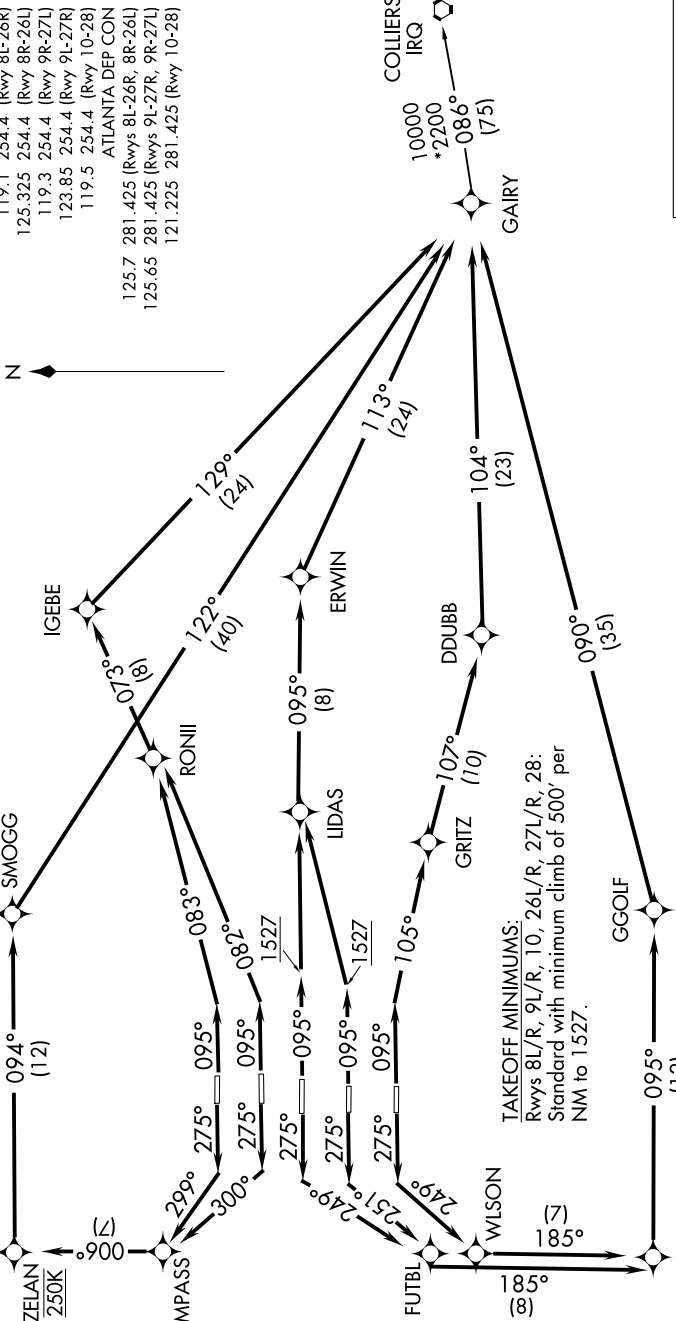 119.1 254.4 (Rwy 8L-26R)
125.325 254.4 (Rwy 8R-26L)
119.3 254.4 (Rwy 9R-27L)
123.85 254.4 (Rwy 9L-27R)
119.5 254.4 (Rwy 10-28)
ATLANTA DEP CON
125.7 281.425 (Rwys 8L-26R, 8R-26L)
125.65 281.425 (Rwys 9L-27R, 9R-27L)
121.225 281.425 (Rwy 10-28)
COLLIERS
IRQ
10000
*2200
086°
(75)
GAIRY
N
129°
(24)
122°
(40)
113°
(24)
104°
(23)
090°
(35)
IGEBE
073°
(8)
RONII
ERWIN
095°
(8)
LIDAS
DDUBB
107°
(10)
GRITZ
105°
SMOGG
094°
(12)
083°
082°
1527
1527
095°
095°
095°
095°
095°
275°
275°
275°
275°
275°
299°
300°
249°
251°
249°
ZELAN
250K
006°
(7)
MPASS
FUTBL
WLSON
(7)
185°
185°
(8)
GGOLF
095°
(12)
TAKEOFF MINIMUMS:
Rwys 8L/R, 9L/R, 10, 26L/R, 27L/R, 28:
Standard with minimum climb of 500' per
NM to 1527.